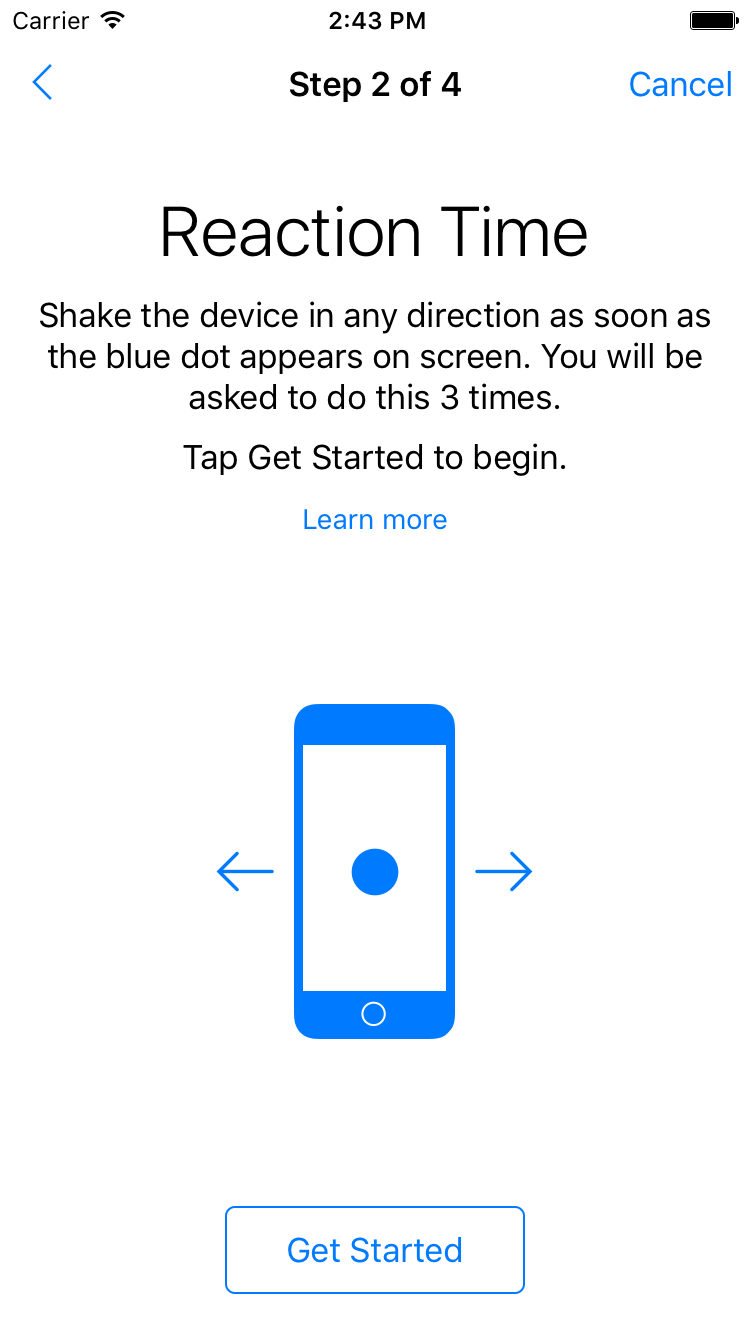 Carrier 2:43 PM
Step 2 of 4 Cancel
Reaction Time
Shake the device in any direction as soon as
the blue dot appears on screen. You will be
asked to do this 3 times.
Tap Get Started to begin.
Learn more
Get Started